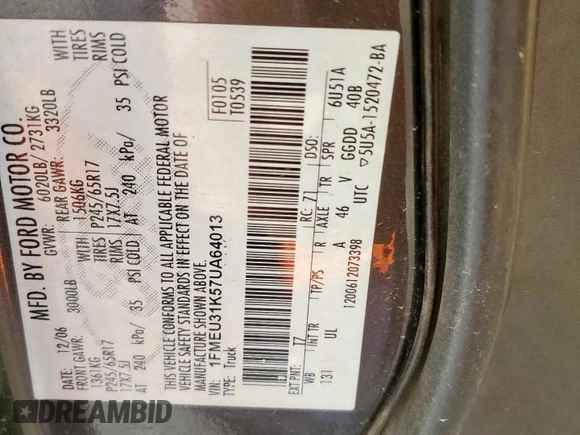 MFD. BY FORD MOTOR CO.
DATE: 12/06
GVWR: 6020LB/ 2731KG
FRONT GAWR: 3000LB
REAR GAWR: 3320LB
1361KG
1506KG WITH
P245/65R17
P245/65R17 TIRES
17X7.5J
17X7.5J RIMS
AT 240 kPa/ 35 PSI COLD
AT 240 kPa/ 35 PSI COLD
THIS VEHICLE CONFORMS TO ALL APPLICABLE FEDERAL MOTOR
VEHICLE SAFETY STANDARDS IN EFFECT ON THE DATE OF
MANUFACTURE SHOWN ABOVE.
VIN: 1FMEU31K57UA64013
TYPE: Truck
F0105
T0539
EXT PNT: T7
RC: 71
DSO:
WB
INT TR
TP/PS
R
AXLE
TR
SPR
6U51A
131
UL
A
46
V
GGDD
40B
UTC
▽5U5A-1520472-BA
1200612073398
WITH
TIRES
RIMS
DREAMBID